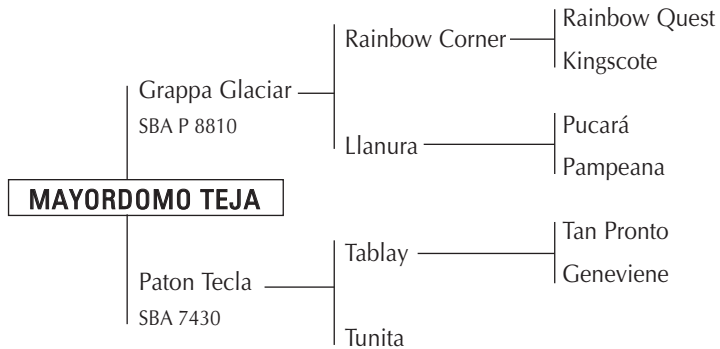 Rainbow Quest
Rainbow Corner
Kingscote
Grappa Glaciar
SBA P 8810
Pucará
Llanura
Pampeana
MAYORDOMO TEJA
Tan Pronto
Tablay
Geneviene
Paton Tecla
SBA 7430
Tunita